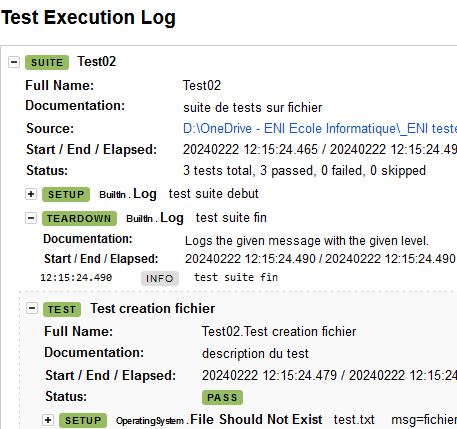 Test Execution Log
SUITE Test02
Full Name: Test02
Documentation: suite de tests sur fichier
Source: D:\OneDrive - ENI Ecole Informatique\_ENI teste
Start / End / Elapsed: 20240222 12:15:24.465 / 20240222 12:15:24.49
Status: 3 tests total, 3 passed, 0 failed, 0 skipped
SETUP BuiltIn . Log test suite debut
TEARDOWN BuiltIn . Log test suite fin
Documentation: Logs the given message with the given level.
Start / End / Elapsed: 20240222 12:15:24.490 / 20240222 12:15:24.490
12:15:24.490 INFO test suite fin
TEST Test creation fichier
Full Name: Test02.Test creation fichier
Documentation: description du test
Start / End / Elapsed: 20240222 12:15:24.479 / 20240222 12:15:24
Status: PASS
SETUP OperatingSystem . File Should Not Exist test.txt msg=fichier